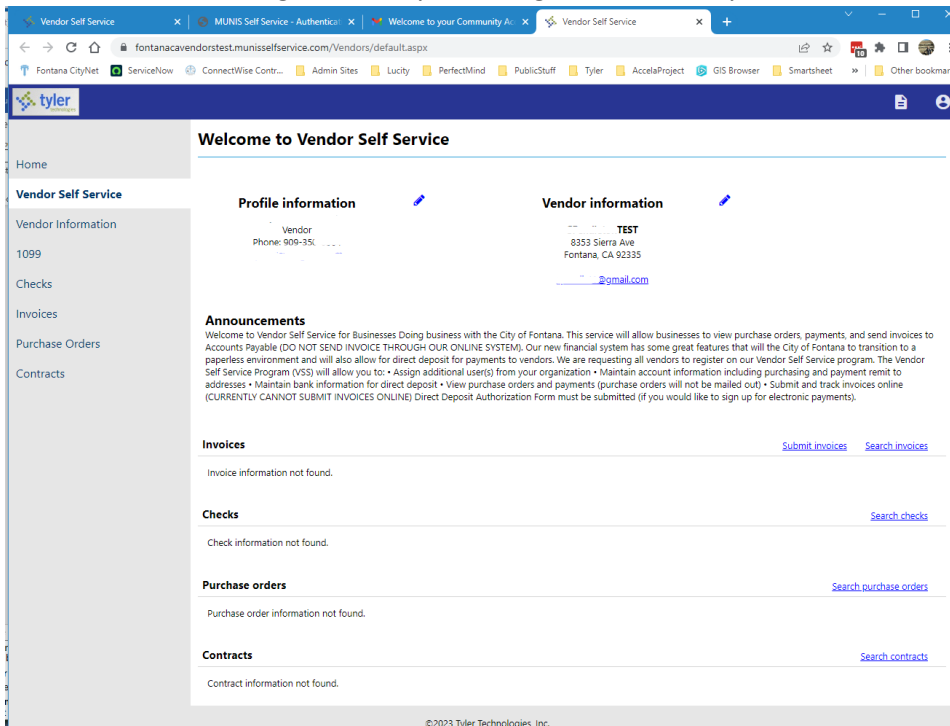 Vendor Self Service
MUNIS Self Service - Authenticat
Welcome to your Community Ac
Vendor Self Service
fontanacavendorstest.munisselfservice.com/Vendors/default.aspx
10
Fontana CityNet ServiceNow ConnectWise Contr... Admin Sites Lucity PerfectMind PublicStuff Tyler AccelaProject GIS Browser Smartsheet » Other bookmar
tyler
technologies
Home
Vendor Self Service
Vendor Information
1099
Checks
Invoices
Purchase Orders
Contracts
Welcome to Vendor Self Service
Profile information
Vendor
Phone: 909-35
Vendor information
TEST
8353 Sierra Ave
Fontana, CA 92335
@gmail.com
Announcements
Welcome to Vendor Self Service for Businesses Doing business with the City of Fontana. This service will allow businesses to view purchase orders, payments, and send invoices to
Accounts Payable (DO NOT SEND INVOICE THROUGH OUR ONLINE SYSTEM). Our new financial system has some great features that will the City of Fontana to transition to a
paperless environment and will also allow for direct deposit for payments to vendors. We are requesting all vendors to register on our Vendor Self Service program. The Vendor
Self Service Program (VSS) will allow you to: • Assign additional user(s) from your organization • Maintain account information including purchasing and payment remit to
addresses • Maintain bank information for direct deposit • View purchase orders and payments (purchase orders will not be mailed out) • Submit and track invoices online
(CURRENTLY CANNOT SUBMIT INVOICES ONLINE) Direct Deposit Authorization Form must be submitted (if you would like to sign up for electronic payments).
Invoices Submit invoices Search invoices
Invoice information not found.
Checks Search checks
Check information not found.
Purchase orders Search purchase orders
Purchase order information not found.
Contracts Search contracts
Contract information not found.
©2023 Tyler Technologies, Inc.